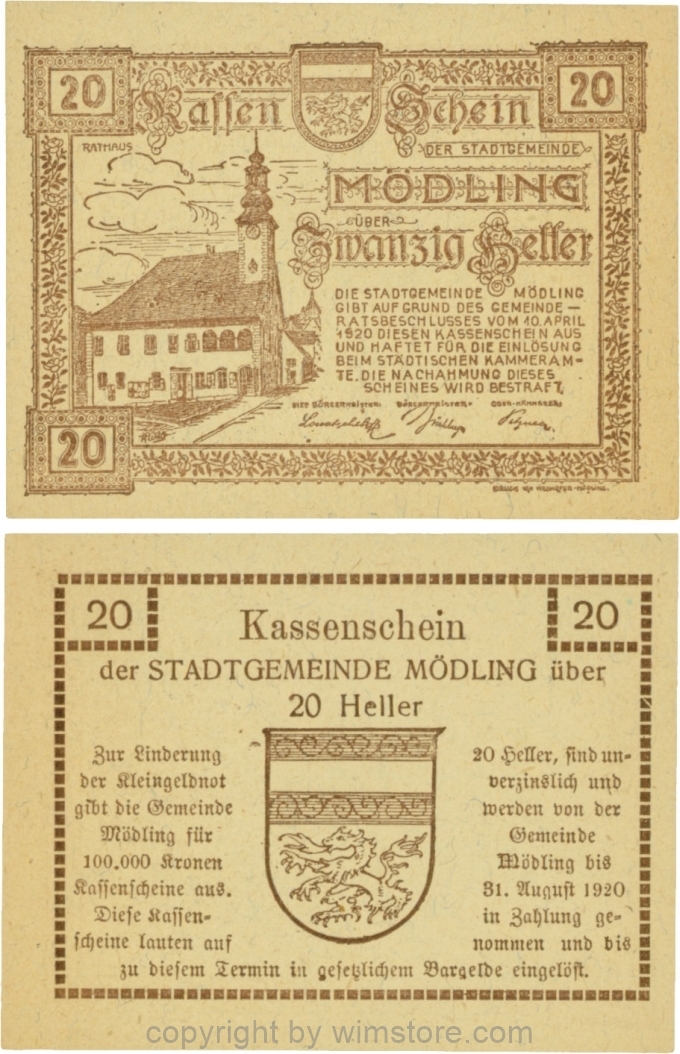 20
Kassen Schein
20
RATHAUS
DER STADTGEMEINDE
MÖDLING
ÜBER
Zwanzig Heller
DIE STADTGEMEINDE MÖDLING
GIBT AUF GRUND DES GEMEINDE-
RATSBESCHLUSSES VOM 10. APRIL
1920 DIESEN KASSENSCHEIN AUS
UND HAFTET FÜR DIE EINLÖSUNG
BEIM STÄDTISCHEN KAMMERAM-
TE. DIE NACHAHMUNG DIESES
SCHEINES WIRD BESTRAFT,
BÜRGERMEISTER
20
20
Kassenschein
20
der STADTGEMEINDE MÖDLING über
20 Heller
Zur Linderung
der Kleingeldnot
gibt die Gemeinde
Mödling für
100.000 Kronen
Kassenscheine aus.
Diese Kassen-
scheine lauten auf
20 Heller, sind un-
verzinslich und
werden von der
Gemeinde
Mödling bis
31. August 1920
in Zahlung ge-
nommen und bis
zu diesem Termin in gesetzlichem Bargelde eingelöst.
copyright by wimstore.com